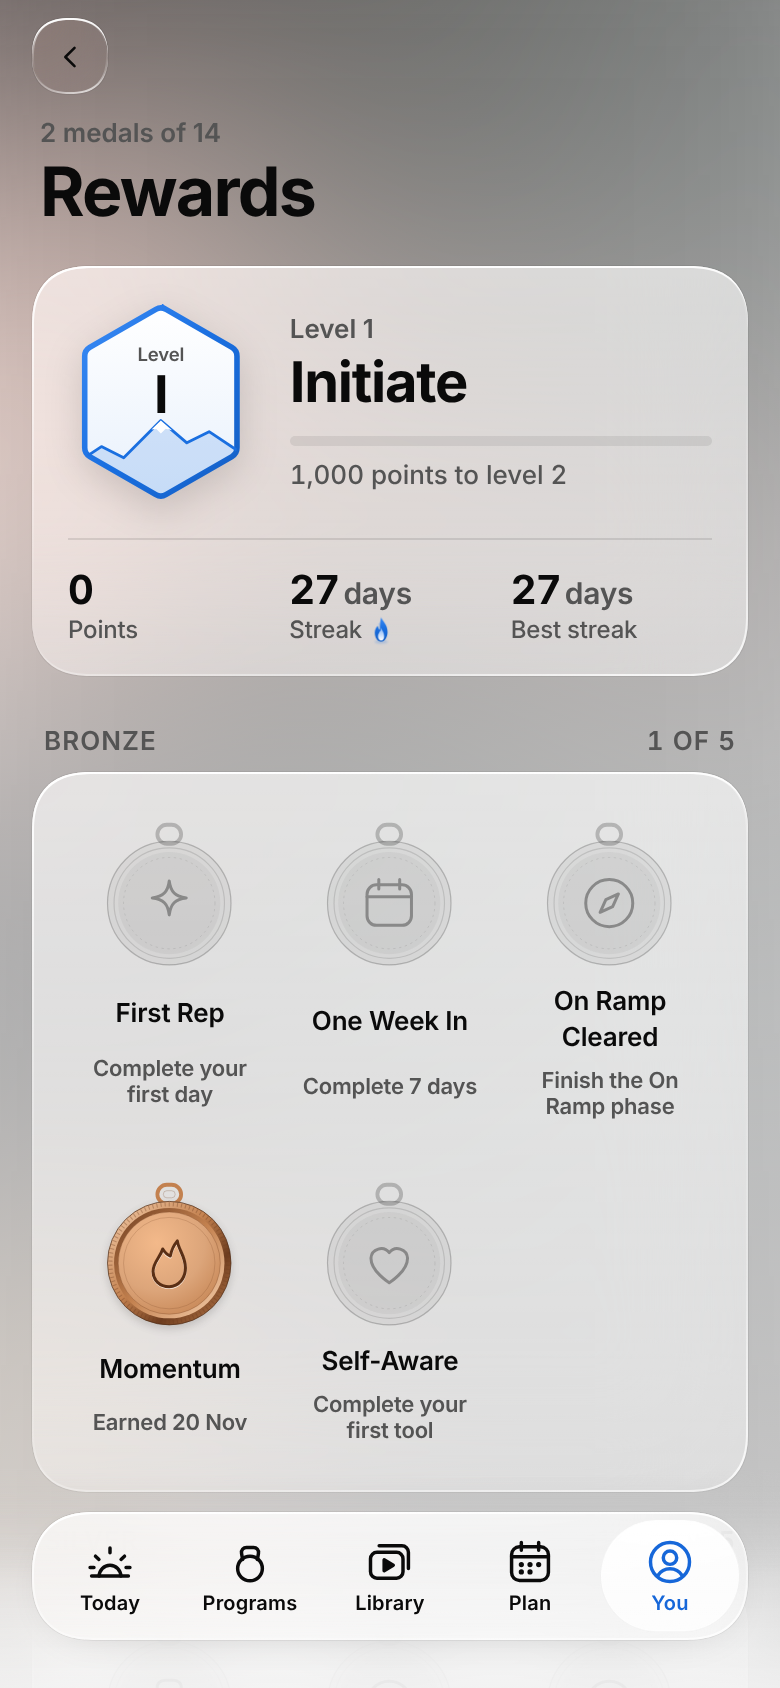 2 medals of 14
Rewards
Level
I
Level 1
Initiate
1,000 points to level 2
0
Points
27 days
Streak
27 days
Best streak
BRONZE
1 OF 5
First Rep
Complete your
first day
One Week In
Complete 7 days
On Ramp
Cleared
Finish the On
Ramp phase
Momentum
Earned 20 Nov
Self-Aware
Complete your
first tool
Today
Programs
Library
Plan
You